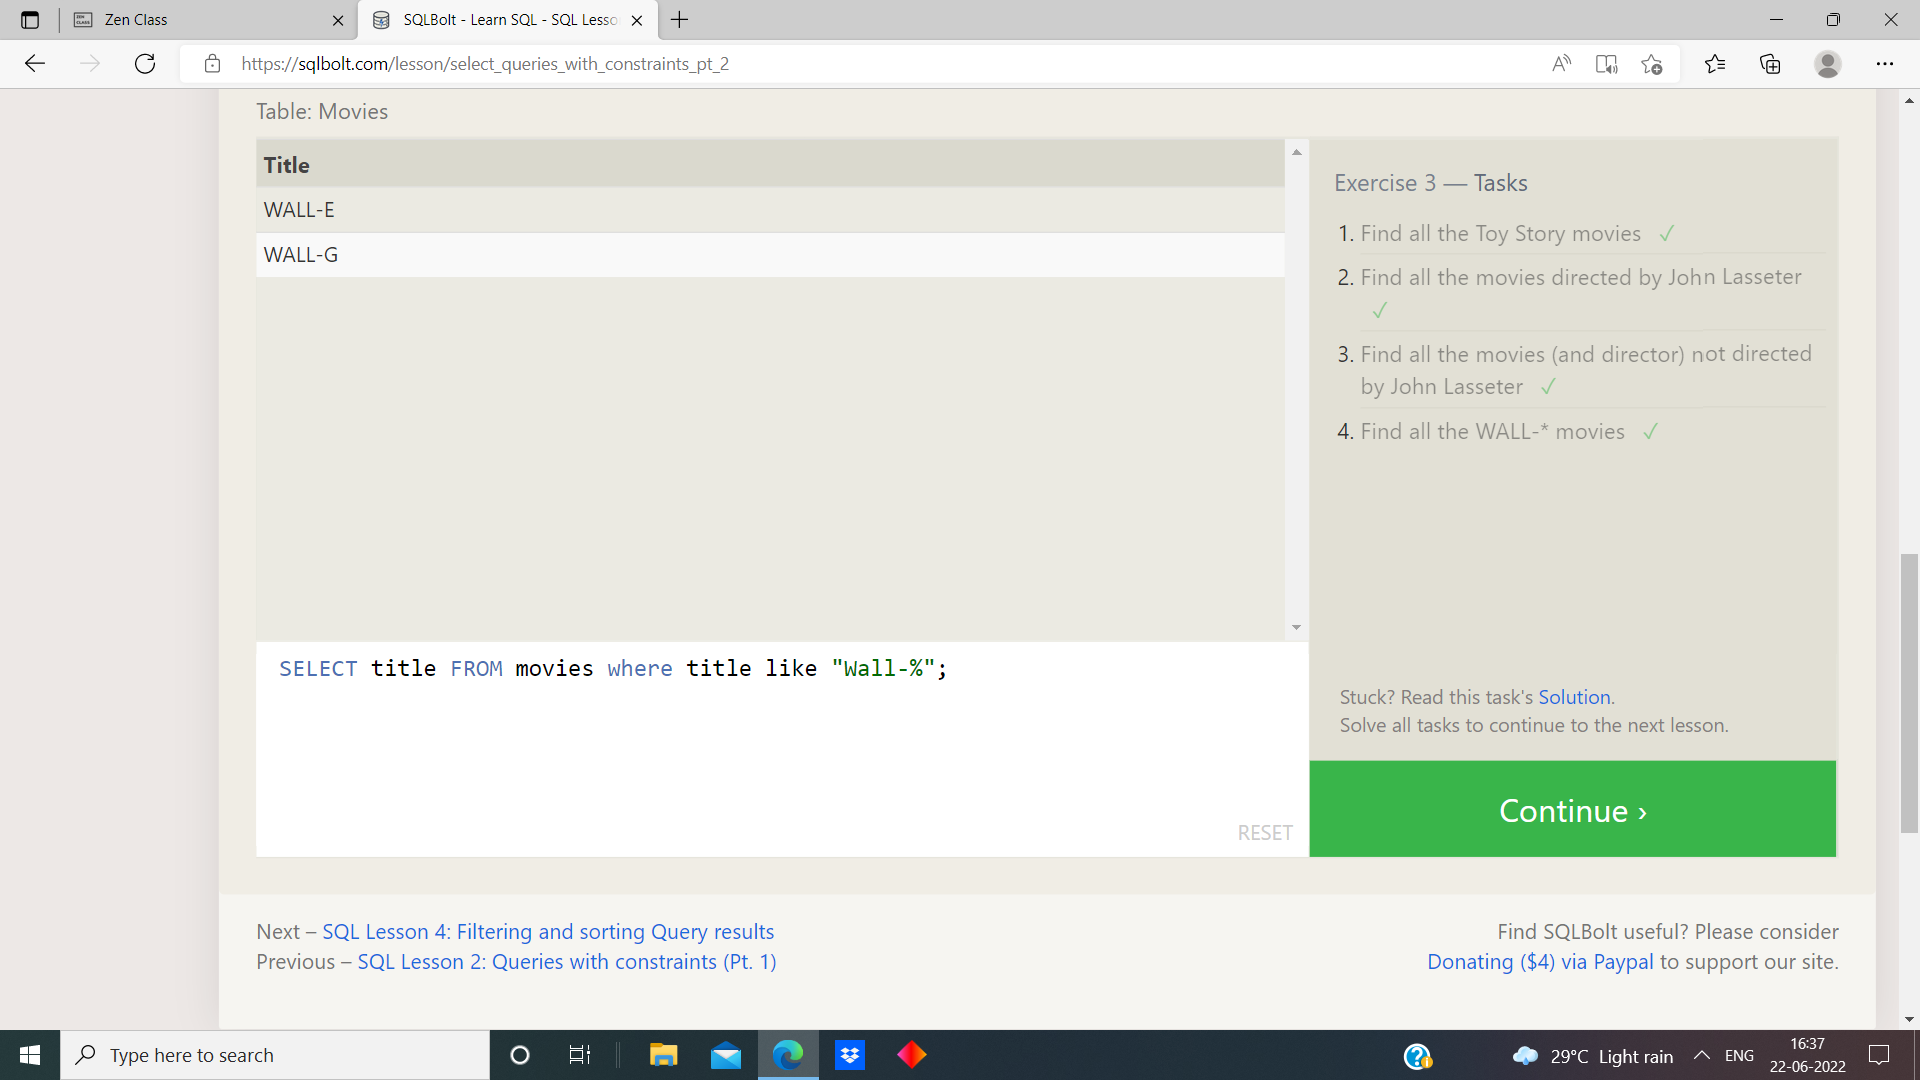 Zen Class
SQLBolt - Learn SQL - SQL Lesso
https://sqlbolt.com/lesson/select_queries_with_constraints_pt_2
Table: Movies
Title
WALL-E
WALL-G
Exercise 3 — Tasks
1. Find all the Toy Story movies ✓
2. Find all the movies directed by John Lasseter
✓
3. Find all the movies (and director) not directed
by John Lasseter ✓
4. Find all the WALL-* movies ✓
SELECT title FROM movies where title like "Wall-%";
RESET
Stuck? Read this task's Solution.
Solve all tasks to continue to the next lesson.
Continue ›
Next – SQL Lesson 4: Filtering and sorting Query results
Previous – SQL Lesson 2: Queries with constraints (Pt. 1)
Find SQLBolt useful? Please consider
Donating ($4) via Paypal to support our site.
Type here to search
29°C Light rain
ENG
16:37
22-06-2022